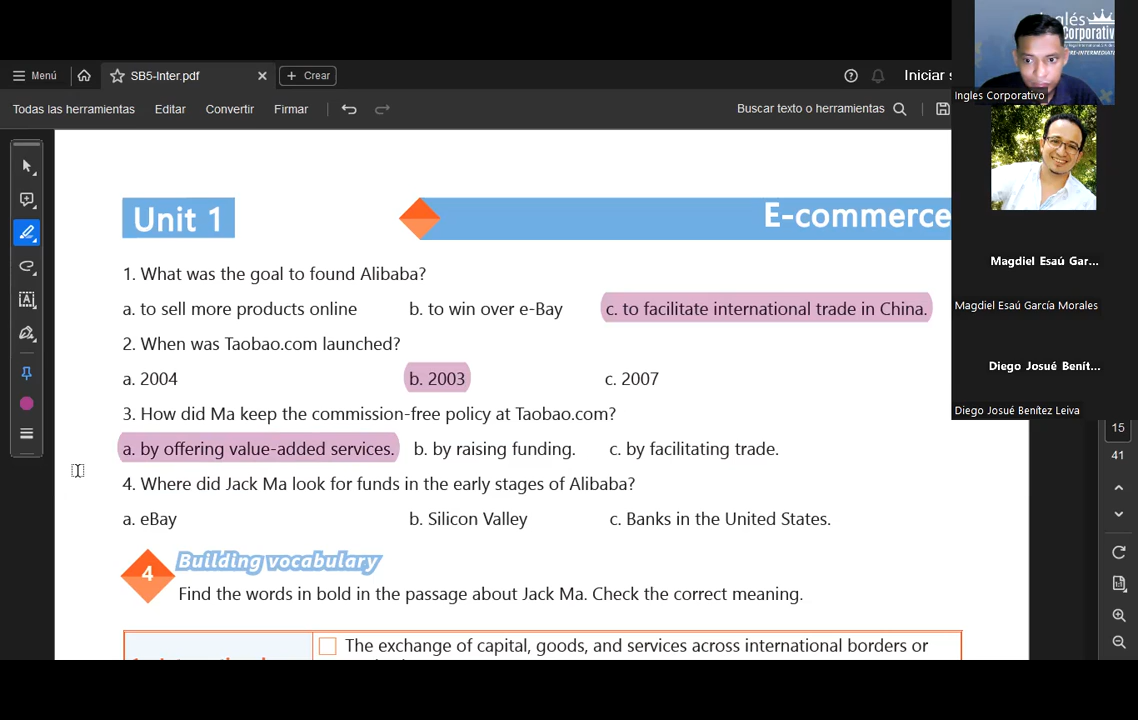 Inglés
Corporativ
PRE-INTERMEDIATE
Ingles Corporativo
Menú
SB5-Inter.pdf
Crear
Iniciar s
Todas las herramientas
Editar
Convertir
Firmar
Buscar texto o herramientas
Unit 1
E-commerce
1. What was the goal to found Alibaba?
a. to sell more products online
b. to win over e-Bay
c. to facilitate international trade in China.
2. When was Taobao.com launched?
a. 2004
b. 2003
c. 2007
3. How did Ma keep the commission-free policy at Taobao.com?
a. by offering value-added services.
b. by raising funding.
c. by facilitating trade.
4. Where did Jack Ma look for funds in the early stages of Alibaba?
a. eBay
b. Silicon Valley
c. Banks in the United States.
4
Building vocabulary
Find the words in bold in the passage about Jack Ma. Check the correct meaning.
The exchange of capital, goods, and services across international borders or
Magdiel Esaú Gar...
Magdiel Esaú García Morales
Diego Josué Benít...
Diego Josué Benítez Leiva
15
41